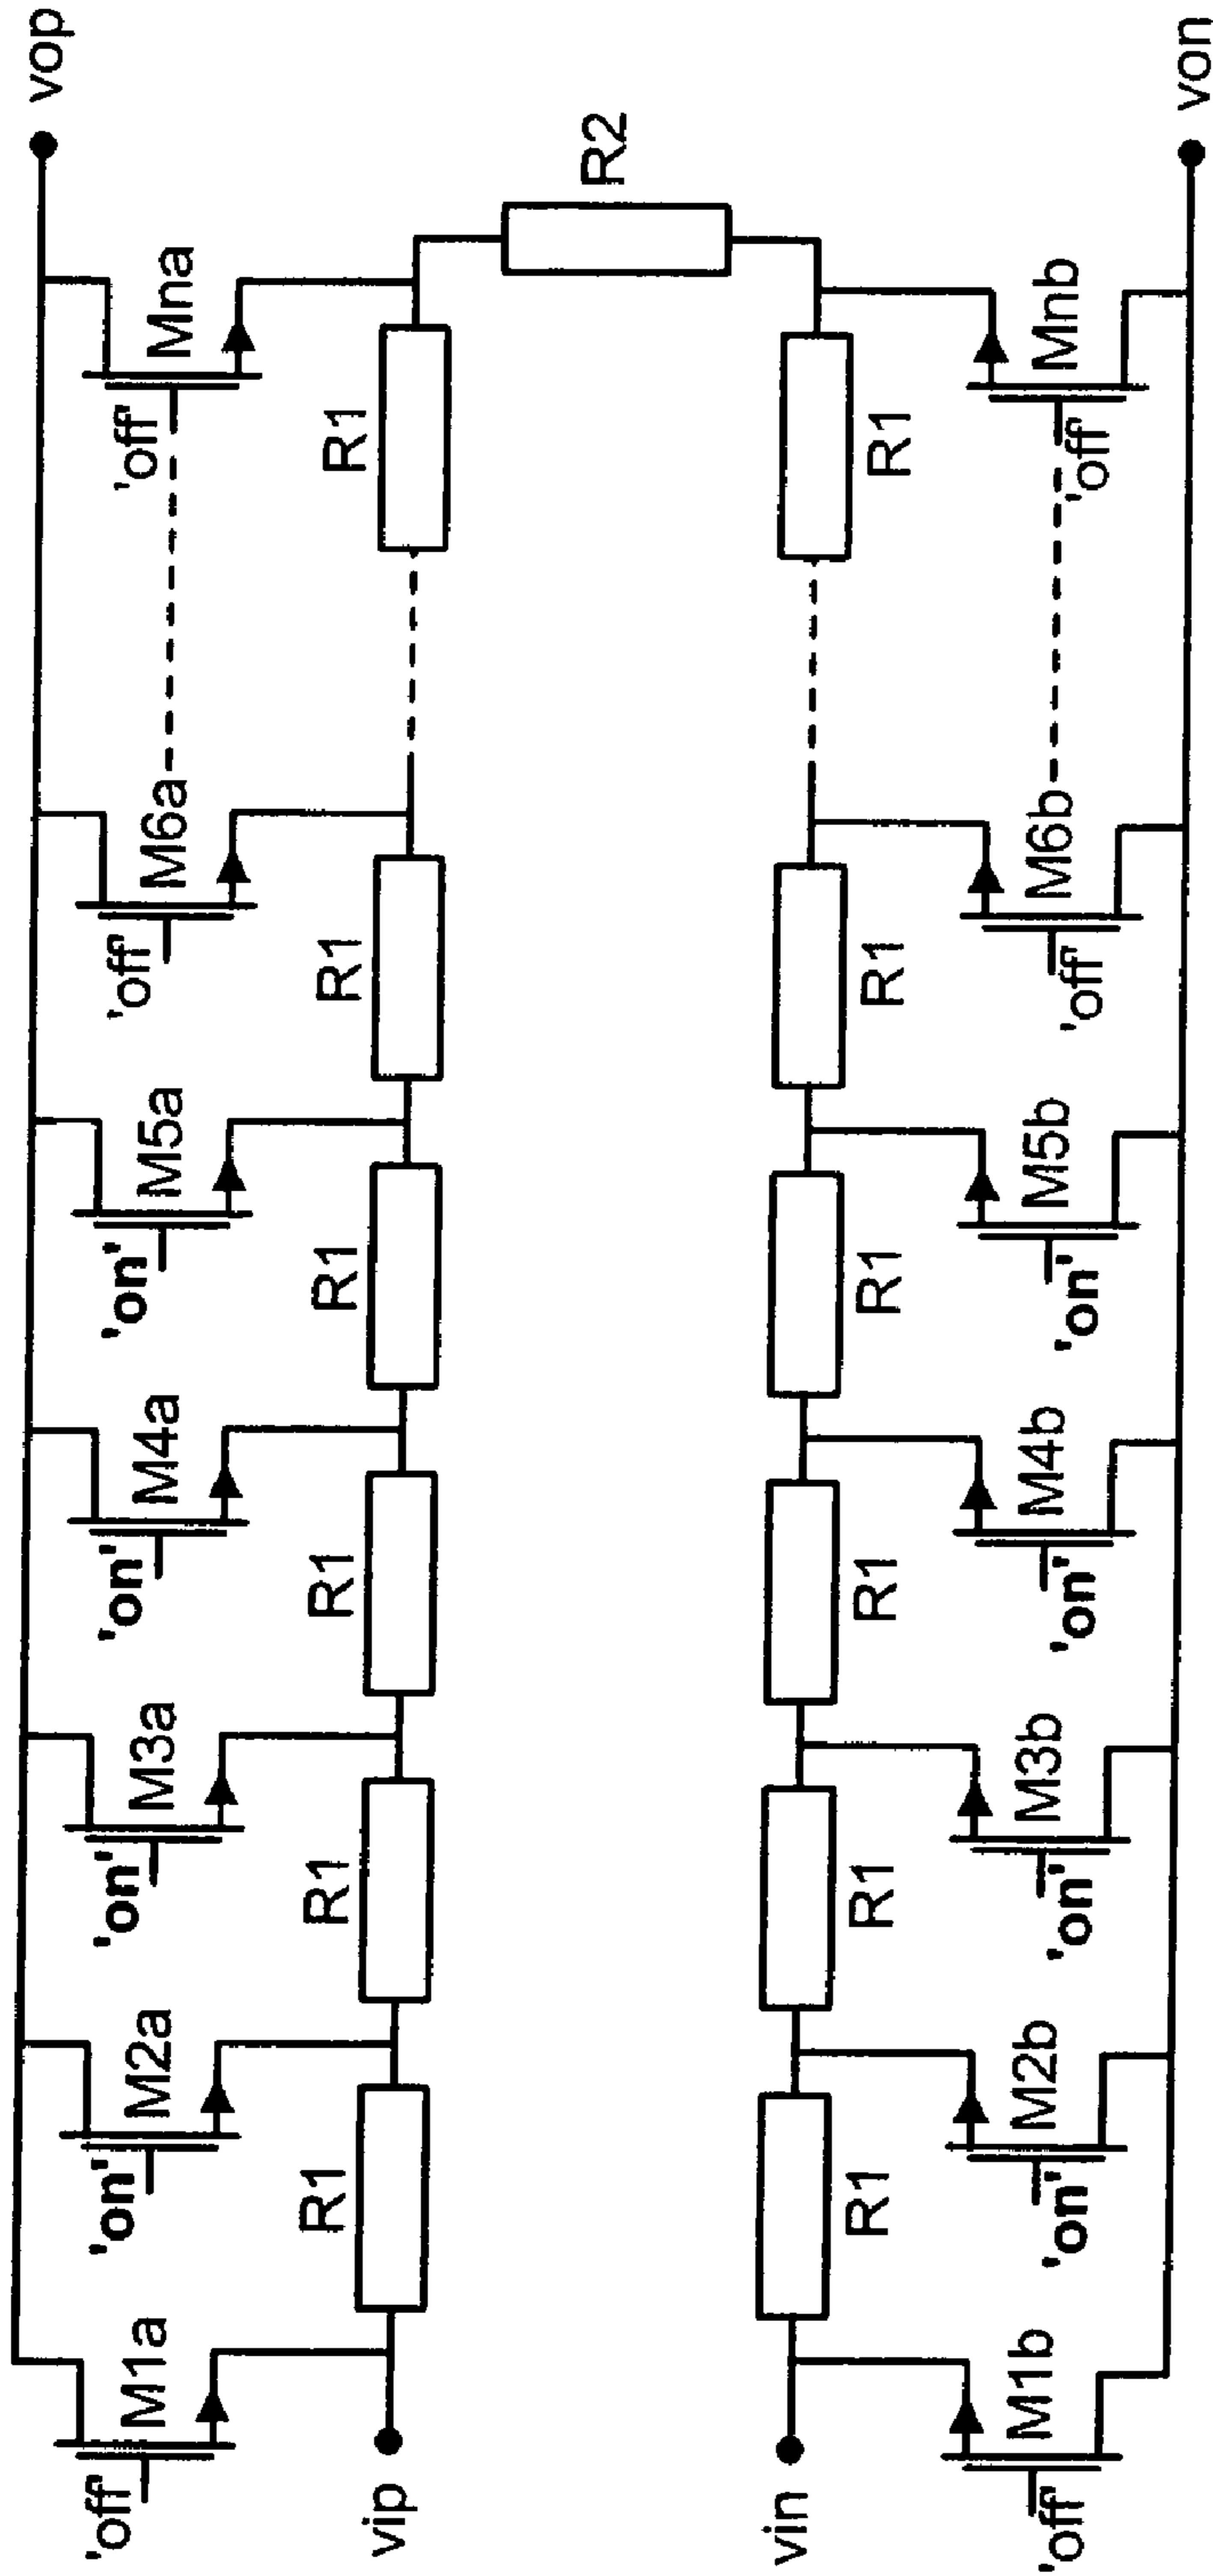 vop
'off'
M1a
'on'
M2a
'on'
M3a
'on'
M4a
'on'
M5a
'off'
M6a
'off'
Mna
R1
R1
R1
R1
R1
R1
vip
R2
vin
R1
R1
R1
R1
R1
R1
M1b
'off'
M2b
'on'
M3b
'on'
M4b
'on'
M5b
'on'
M6b
'off'
Mnb
'off'
von